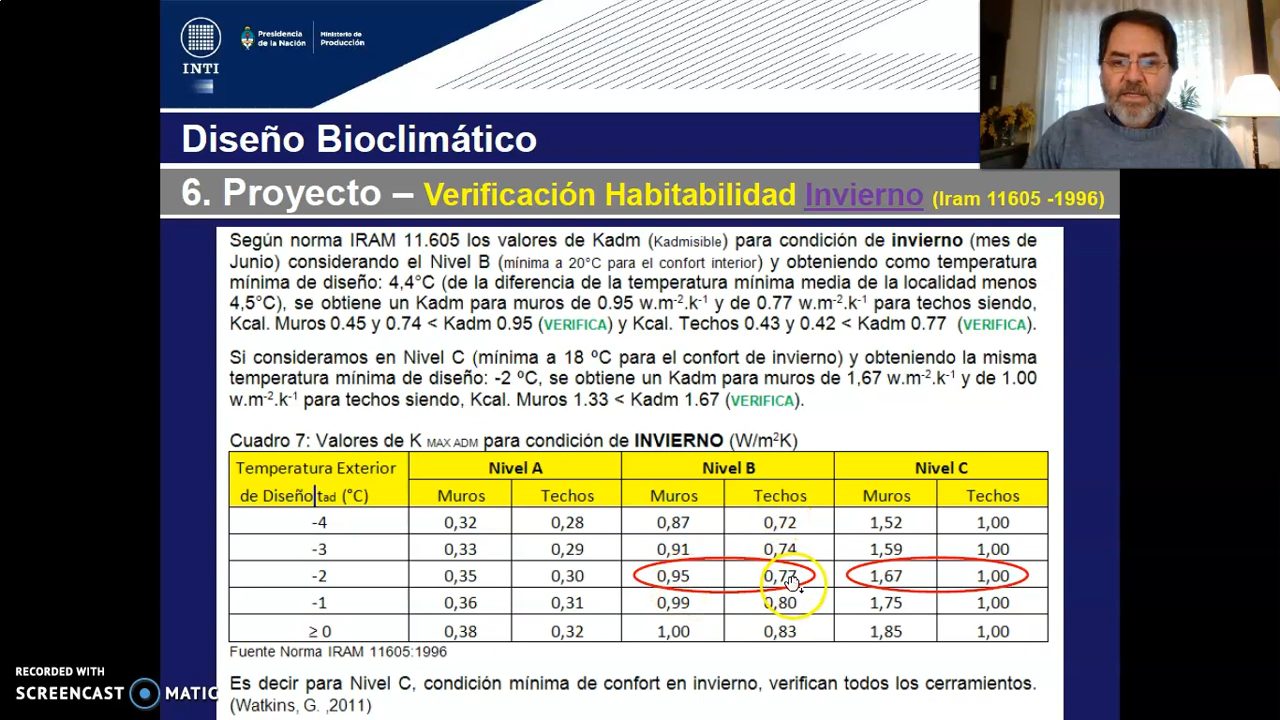 INTI
Presidencia
de la Nación
Ministerio de
Producción
Diseño Bioclimático
6. Proyecto – Verificación Habitabilidad Invierno (Iram 11605 -1996)
Según norma IRAM 11.605 los valores de Kadm (Kadmisible) para condición de invierno (mes de
Junio) considerando el Nivel B (mínima a 20°C para el confort interior) y obteniendo como temperatura
mínima de diseño: 4,4°C (de la diferencia de la temperatura mínima media de la localidad menos
4,5°C), se obtiene un Kadm para muros de 0.95 w.m-2.k-1 y de 0.77 w.m-2.k-1 para techos siendo,
Kcal. Muros 0.45 y 0.74 < Kadm 0.95 (VERIFICA) y Kcal. Techos 0.43 y 0.42 < Kadm 0.77 (VERIFICA).
Si consideramos en Nivel C (mínima a 18 ºC para el confort de invierno) y obteniendo la misma
temperatura mínima de diseño: -2 ºC, se obtiene un Kadm para muros de 1,67 w.m-2.k-1 y de 1.00
w.m-2.k-1 para techos siendo, Kcal. Muros 1.33 < Kadm 1.67 (VERIFICA).
Cuadro 7: Valores de K MAX ADM para condición de INVIERNO (W/m2K)
Temperatura Exterior Nivel A Nivel B Nivel C
de Diseño tad (°C) Muros Techos Muros Techos Muros Techos
-4 0,32 0,28 0,87 0,72 1,52 1,00
-3 0,33 0,29 0,91 0,74 1,59 1,00
-2 0,35 0,30 0,95 0,77 1,67 1,00
-1 0,36 0,31 0,99 0,80 1,75 1,00
≥ 0 0,38 0,32 1,00 0,83 1,85 1,00
Fuente Norma IRAM 11605:1996
Es decir para Nivel C, condición mínima de confort en invierno, verifican todos los cerramientos.
(Watkins, G. ,2011)
RECORDED WITH
SCREENCAST MATIC